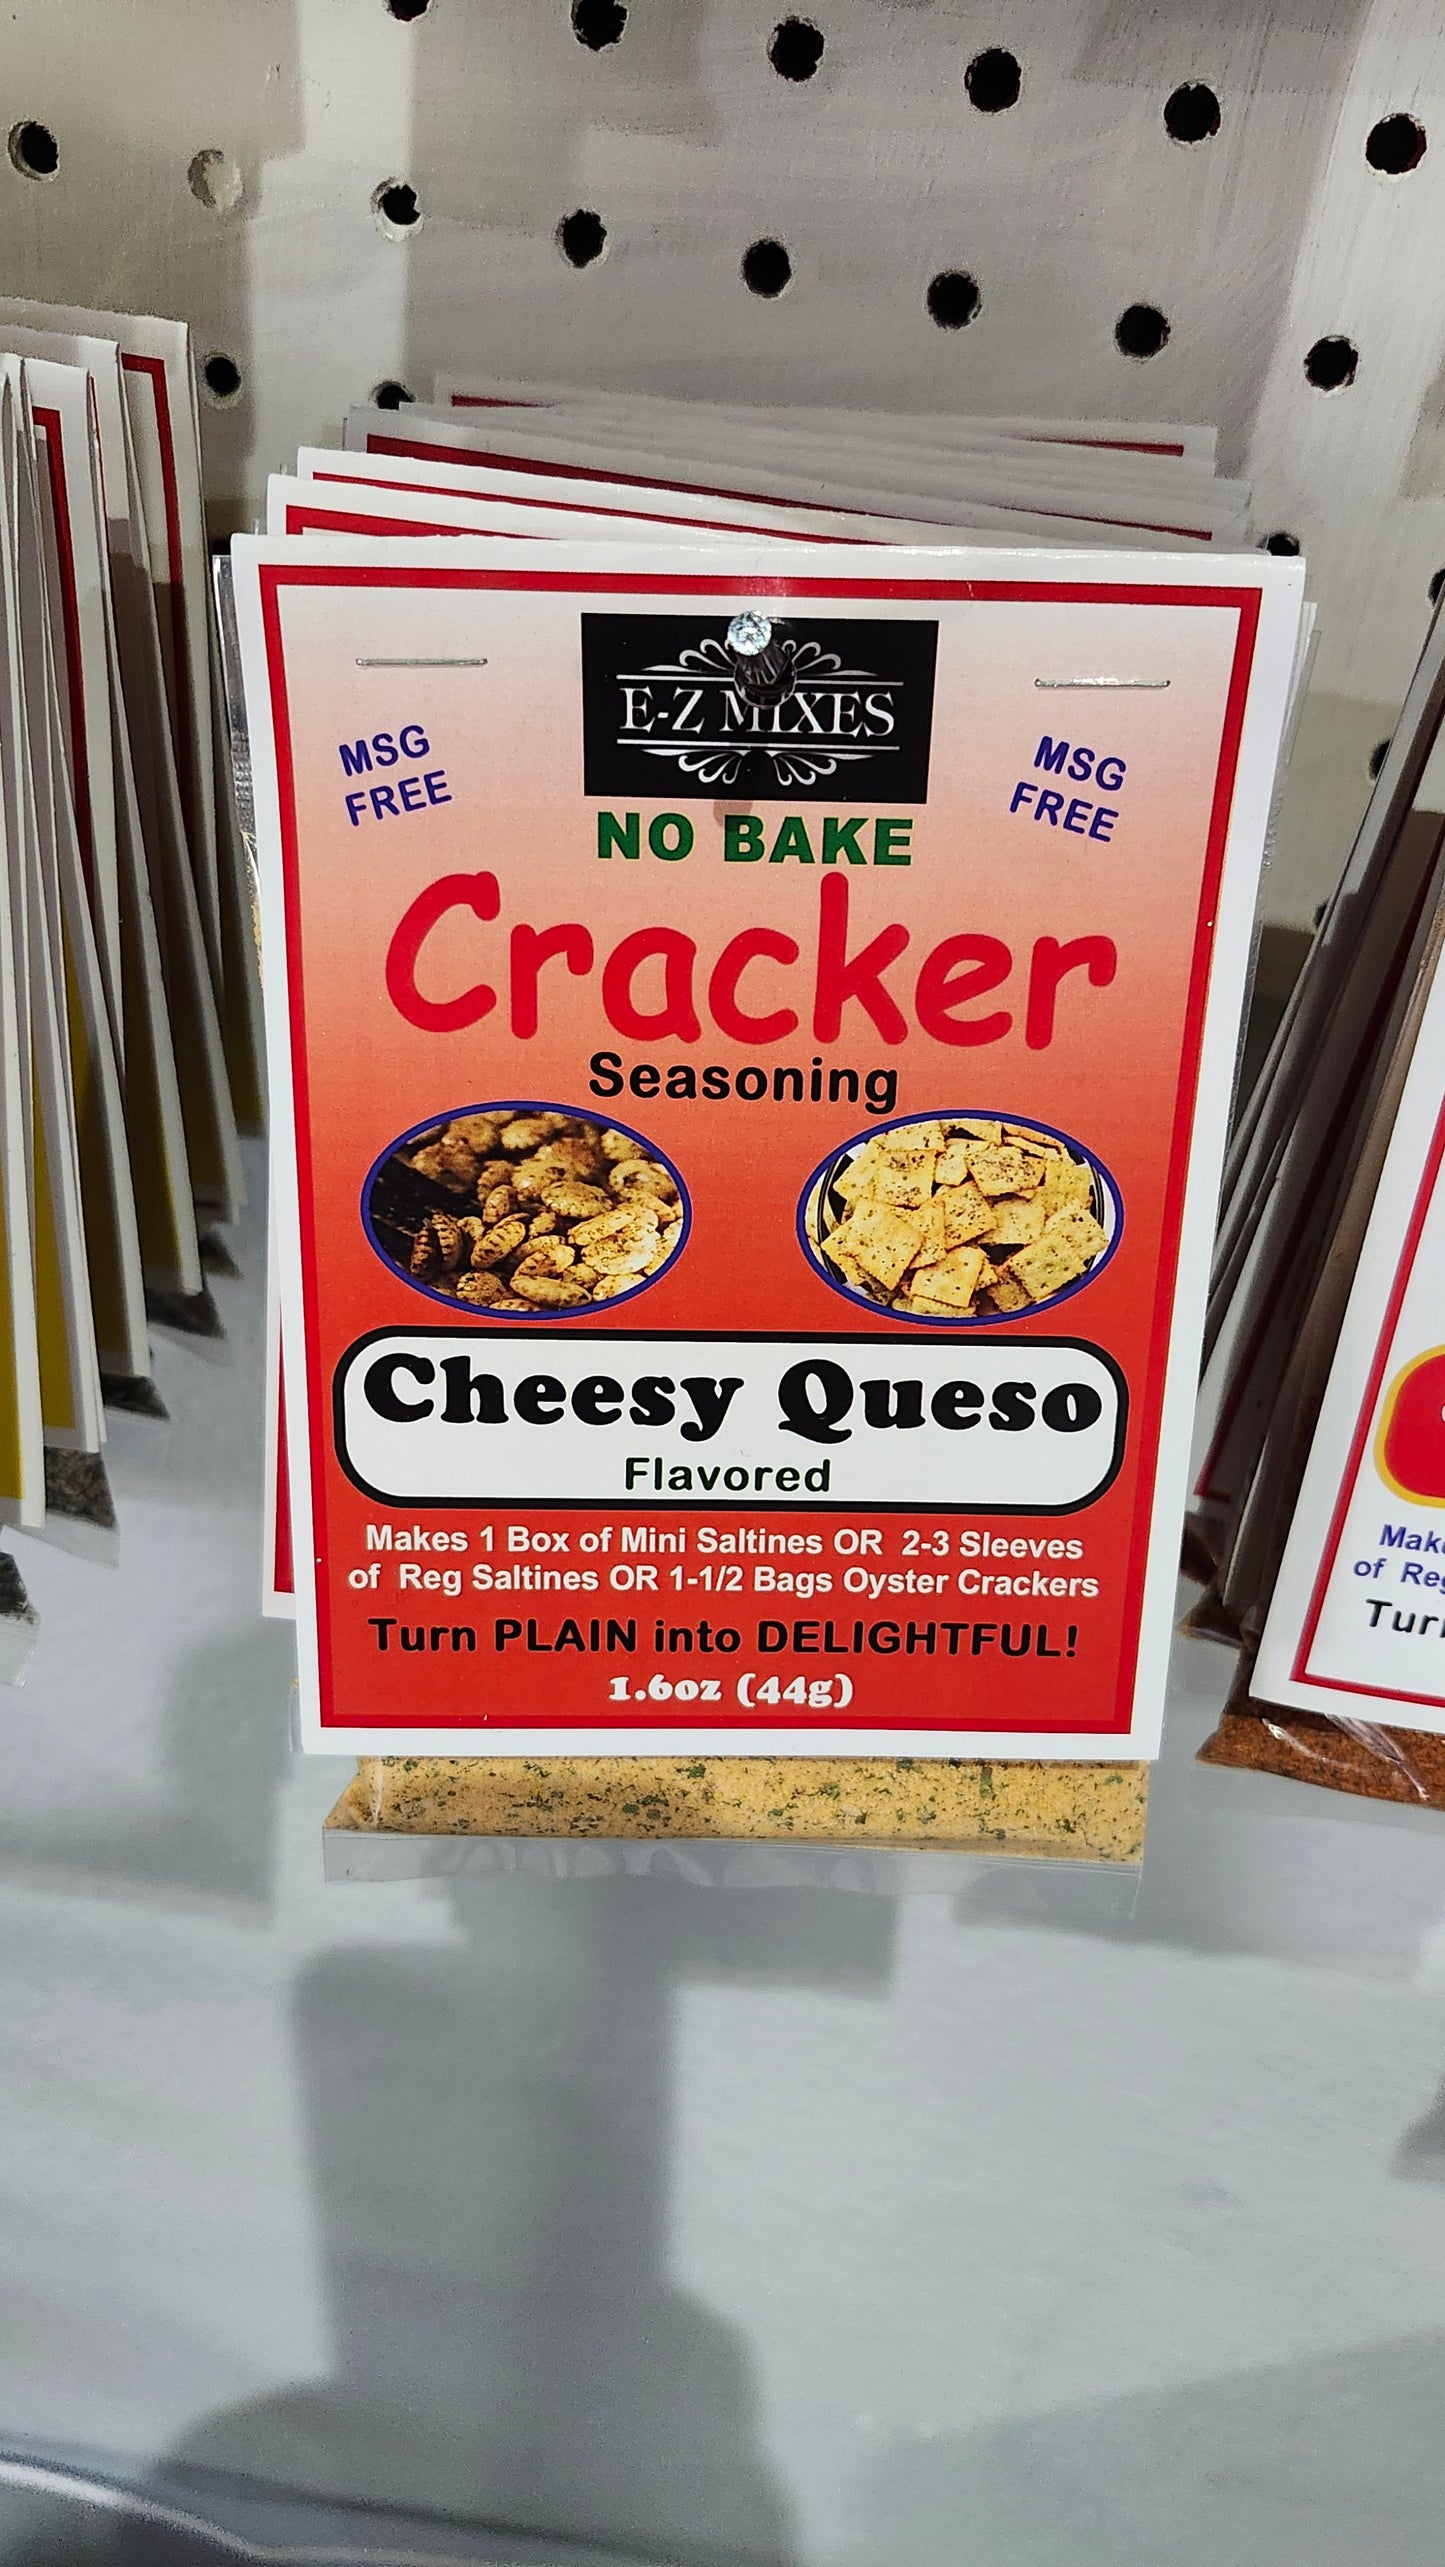 E-Z MIXES
MSG
FREE
MSG
FREE
NO BAKE
Cracker
Seasoning
Cheesy Queso
Flavored
Makes 1 Box of Mini Saltines OR 2-3 Sleeves
of Reg Saltines OR 1-1/2 Bags Oyster Crackers
Turn PLAIN into DELIGHTFUL!
1.6oz (44g)
of